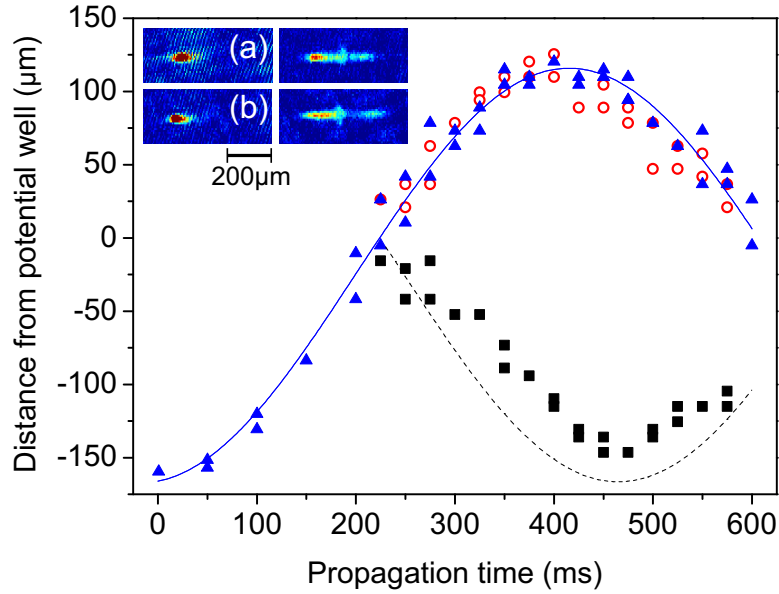 150
100
50
0
-50
-100
-150
Distance from potential well (µm)
(a)
(b)
200µm
0 100 200 300 400 500 600
Propagation time (ms)